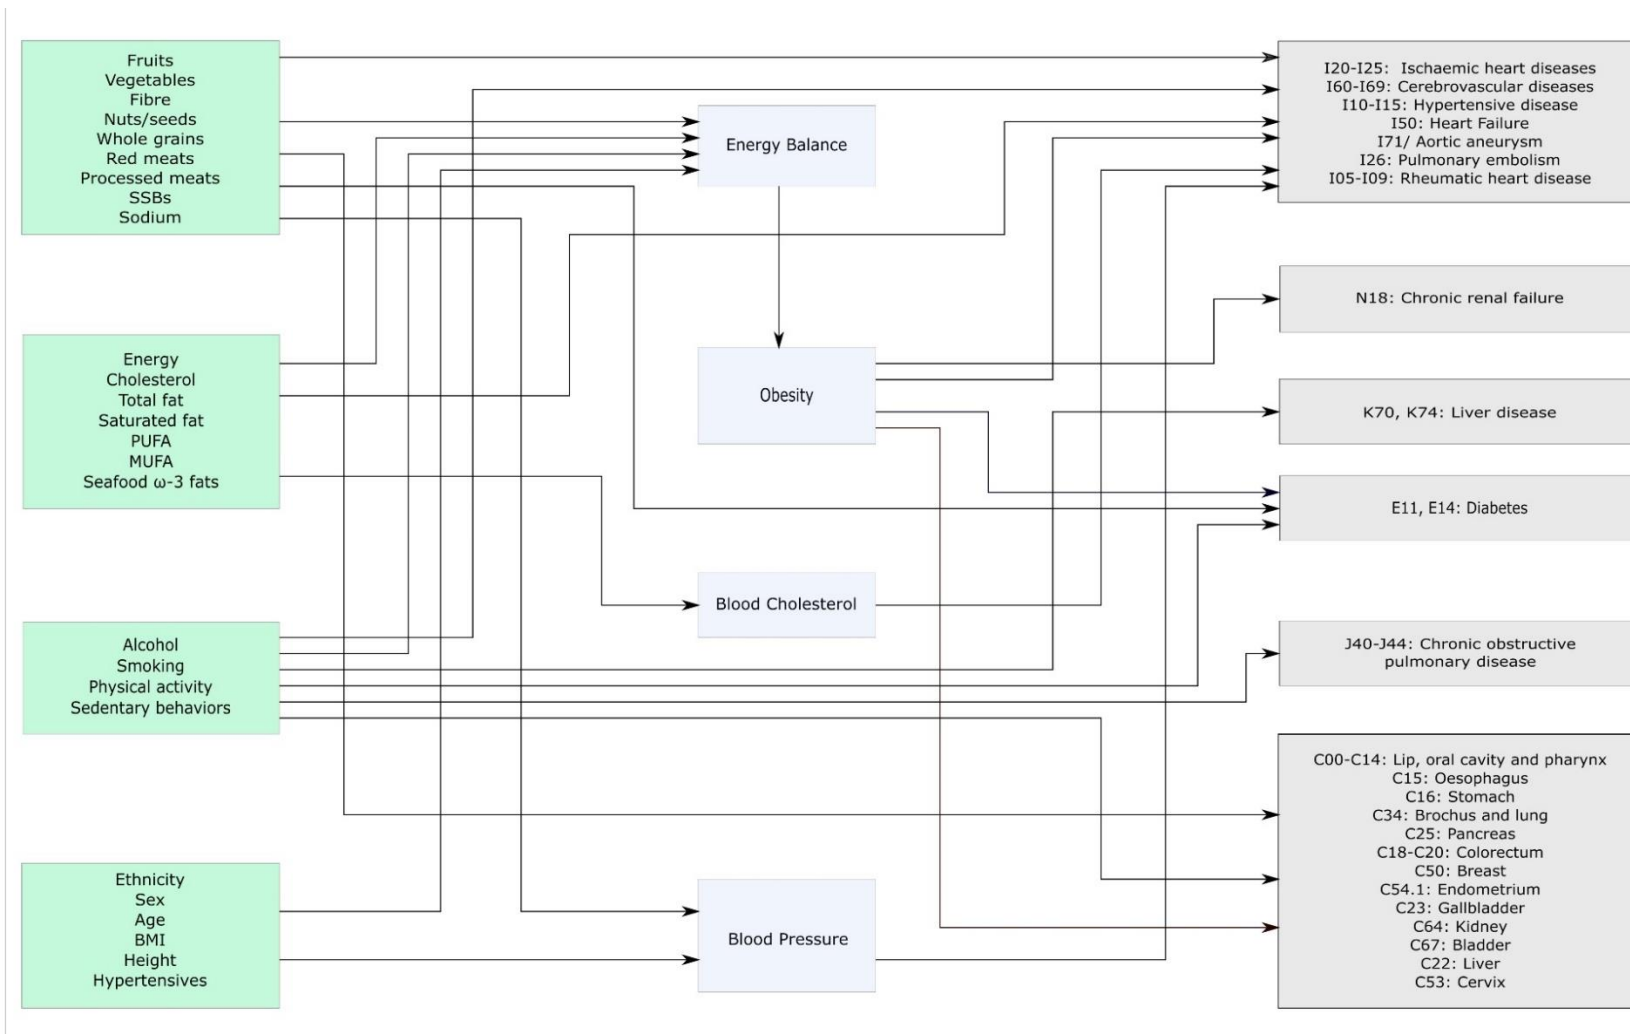 Fruits
Vegetables
Fibre
Nuts/seeds
Whole grains
Red meats
Processed meats
SSBs
Sodium
Energy
Cholesterol
Total fat
Saturated fat
PUFA
MUFA
Seafood ω-3 fats
Alcohol
Smoking
Physical activity
Sedentary behaviors
Ethnicity
Sex
Age
BMI
Height
Hypertensives
Energy Balance
Obesity
Blood Cholesterol
Blood Pressure
I20-I25: Ischaemic heart diseases
I60-I69: Cerebrovascular diseases
I10-I15: Hypertensive disease
I50: Heart Failure
I71/ Aortic aneurysm
I26: Pulmonary embolism
I05-I09: Rheumatic heart disease
N18: Chronic renal failure
K70, K74: Liver disease
E11, E14: Diabetes
J40-J44: Chronic obstructive
pulmonary disease
C00-C14: Lip, oral cavity and pharynx
C15: Oesophagus
C16: Stomach
C34: Brochus and lung
C25: Pancreas
C18-C20: Colorectum
C50: Breast
C54.1: Endometrium
C23: Gallbladder
C64: Kidney
C67: Bladder
C22: Liver
C53: Cervix